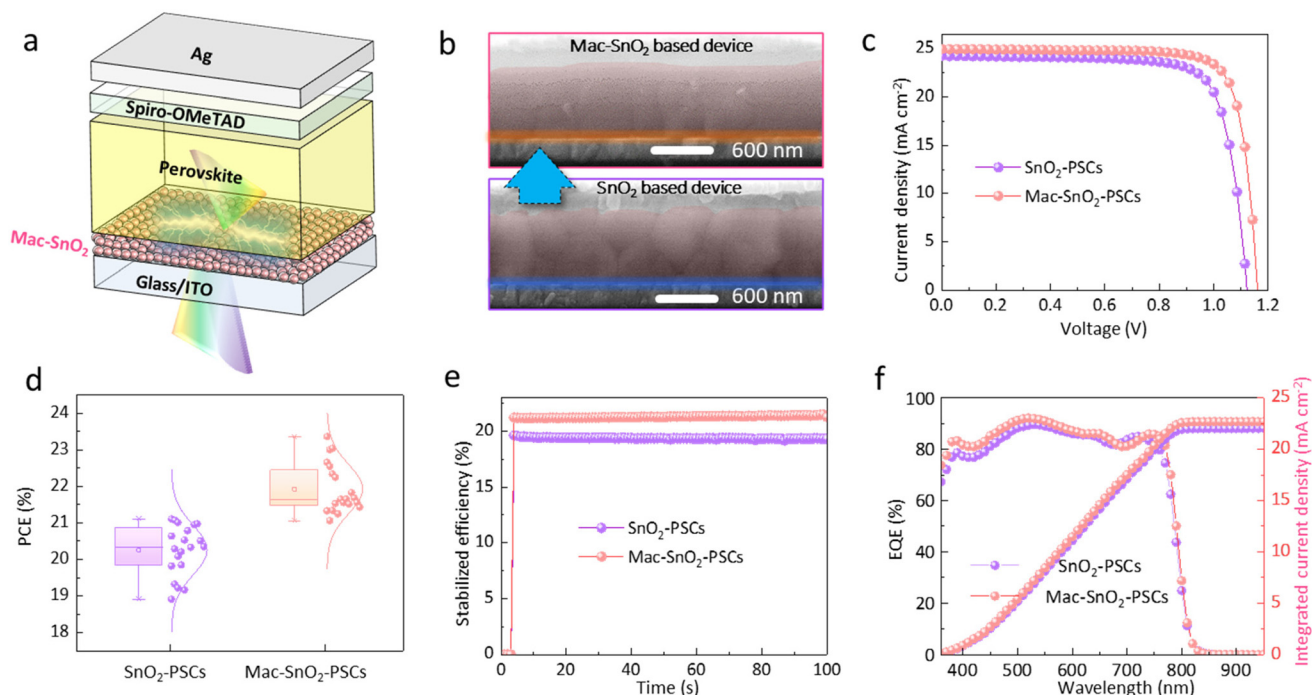 a
Ag
Spiro-OMeTAD
Perovskite
Mac-SnO₂
Glass/ITO
b
Mac-SnO₂ based device
600 nm
SnO₂ based device
600 nm
c
Current density (mA cm⁻²)
25
20
15
10
5
0
SnO₂-PSCs
Mac-SnO₂-PSCs
0.0 0.2 0.4 0.6 0.8 1.0 1.2
Voltage (V)
d
PCE (%)
24
23
22
21
20
19
18
SnO₂-PSCs Mac-SnO₂-PSCs
e
Stabilized efficiency (%)
20
15
10
5
0
SnO₂-PSCs
Mac-SnO₂-PSCs
0 20 40 60 80 100
Time (s)
f
EQE (%)
100
80
60
40
20
0
SnO₂-PSCs
Mac-SnO₂-PSCs
400 500 600 700 800 900
Wavelength (nm)
25
20
15
10
5
0
Integrated current density (mA cm⁻²)